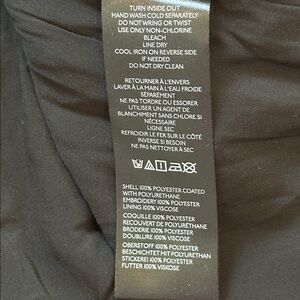 TURN INSIDE OUT
HAND WASH COLD SEPARATELY
DO NOT WRING OR TWIST
USE ONLY NON-CHLORINE
BLEACH
LINE DRY
COOL IRON ON REVERSE SIDE
IF NEEDED
DO NOT DRY CLEAN
RETOURNER À L'ENVERS
LAVER À LA MAIN À L'EAU FROIDE
SÉPARÉMENT
NE PAS TORDRE OU ESSORER
UTILISER UN AGENT DE
BLANCHIMENT SANS CHLORE SI
NÉCESSAIRE
LIGNE SEC
REFROIDIR LE FER SUR LE CÔTÉ
INVERSE SI BESOIN
NE PAS NETTOYER À SEC
SHELL 100% POLYESTER COATED
WITH POLYURETHANE
EMBROIDERY 100% POLYESTER
LINING 100% VISCOSE
COQUILLE 100% POLYESTER
RECOUVERT DE POLYURÉTHANE
BRODERIE 100% POLYESTER
DOUBLURE 100% VISCOSE
OBERSTOFF 100% POLYESTER
BESCHICHTET MIT POLYURETHAN
STICKEREI 100% POLYESTER
FUTTER 100% VISKOSE